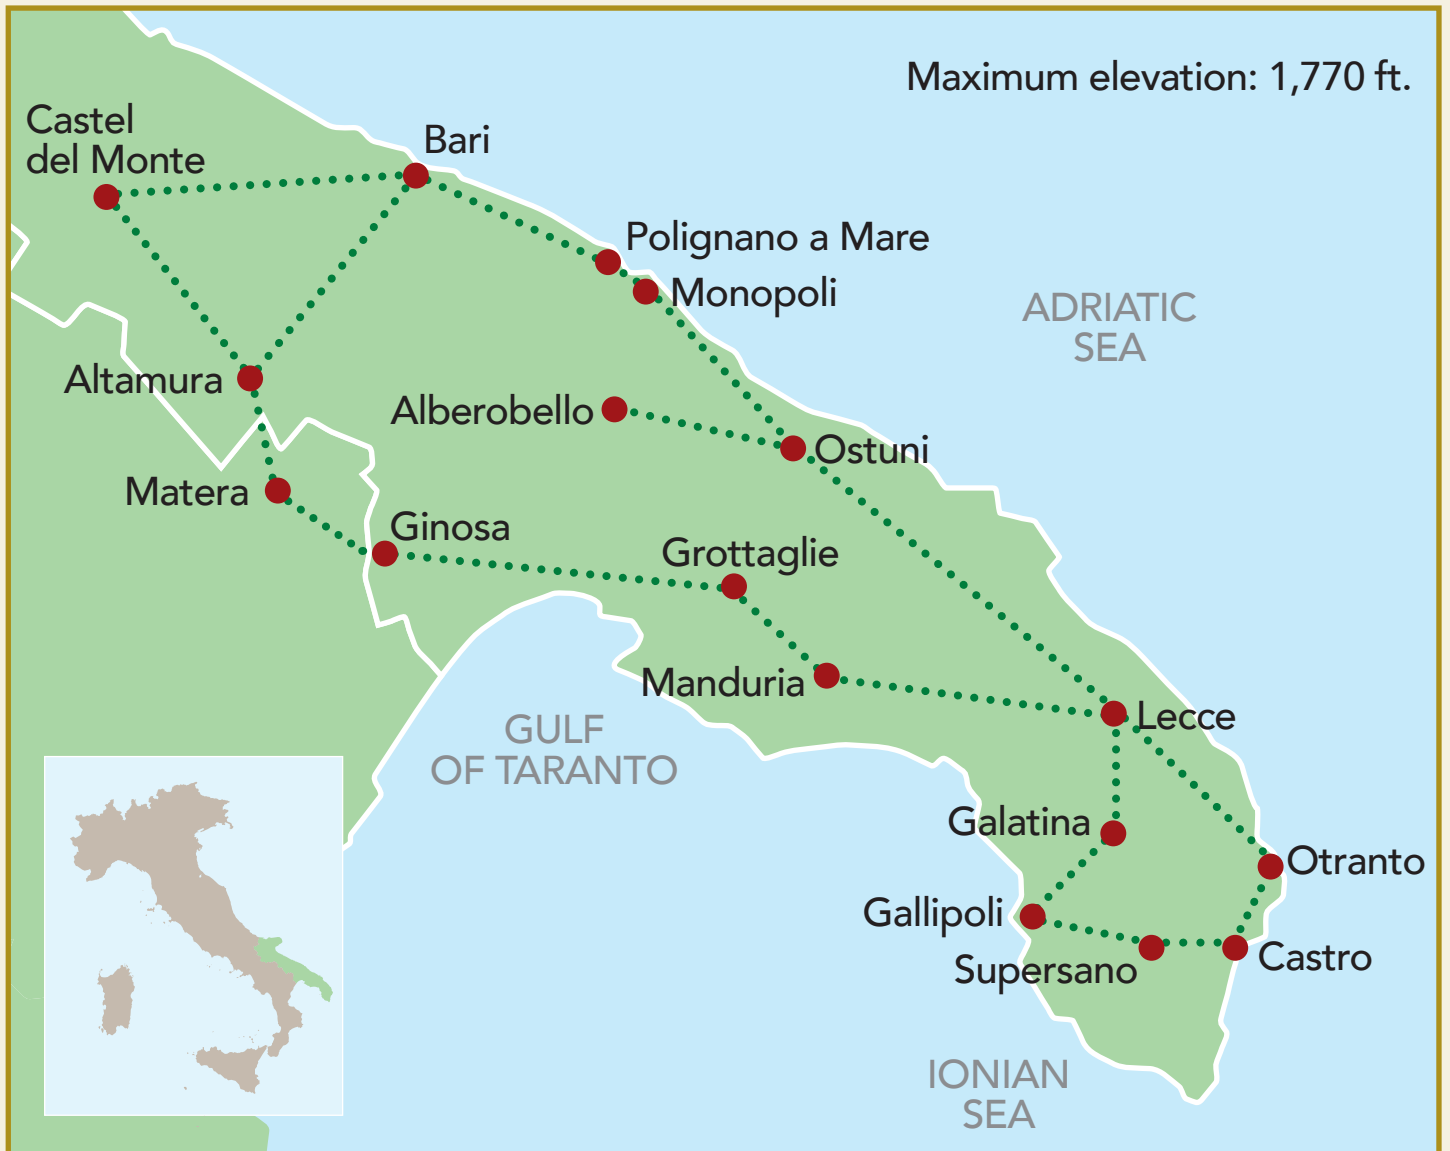 Maximum elevation: 1,770 ft.
Castel
del Monte
Bari
Polignano a Mare
Monopoli
ADRIATIC
SEA
Altamura
Alberobello
Ostuni
Matera
Ginosa
Grottaglie
Manduria
Lecce
GULF
OF TARANTO
Galatina
Otranto
Gallipoli
Supersano
Castro
IONIAN
SEA